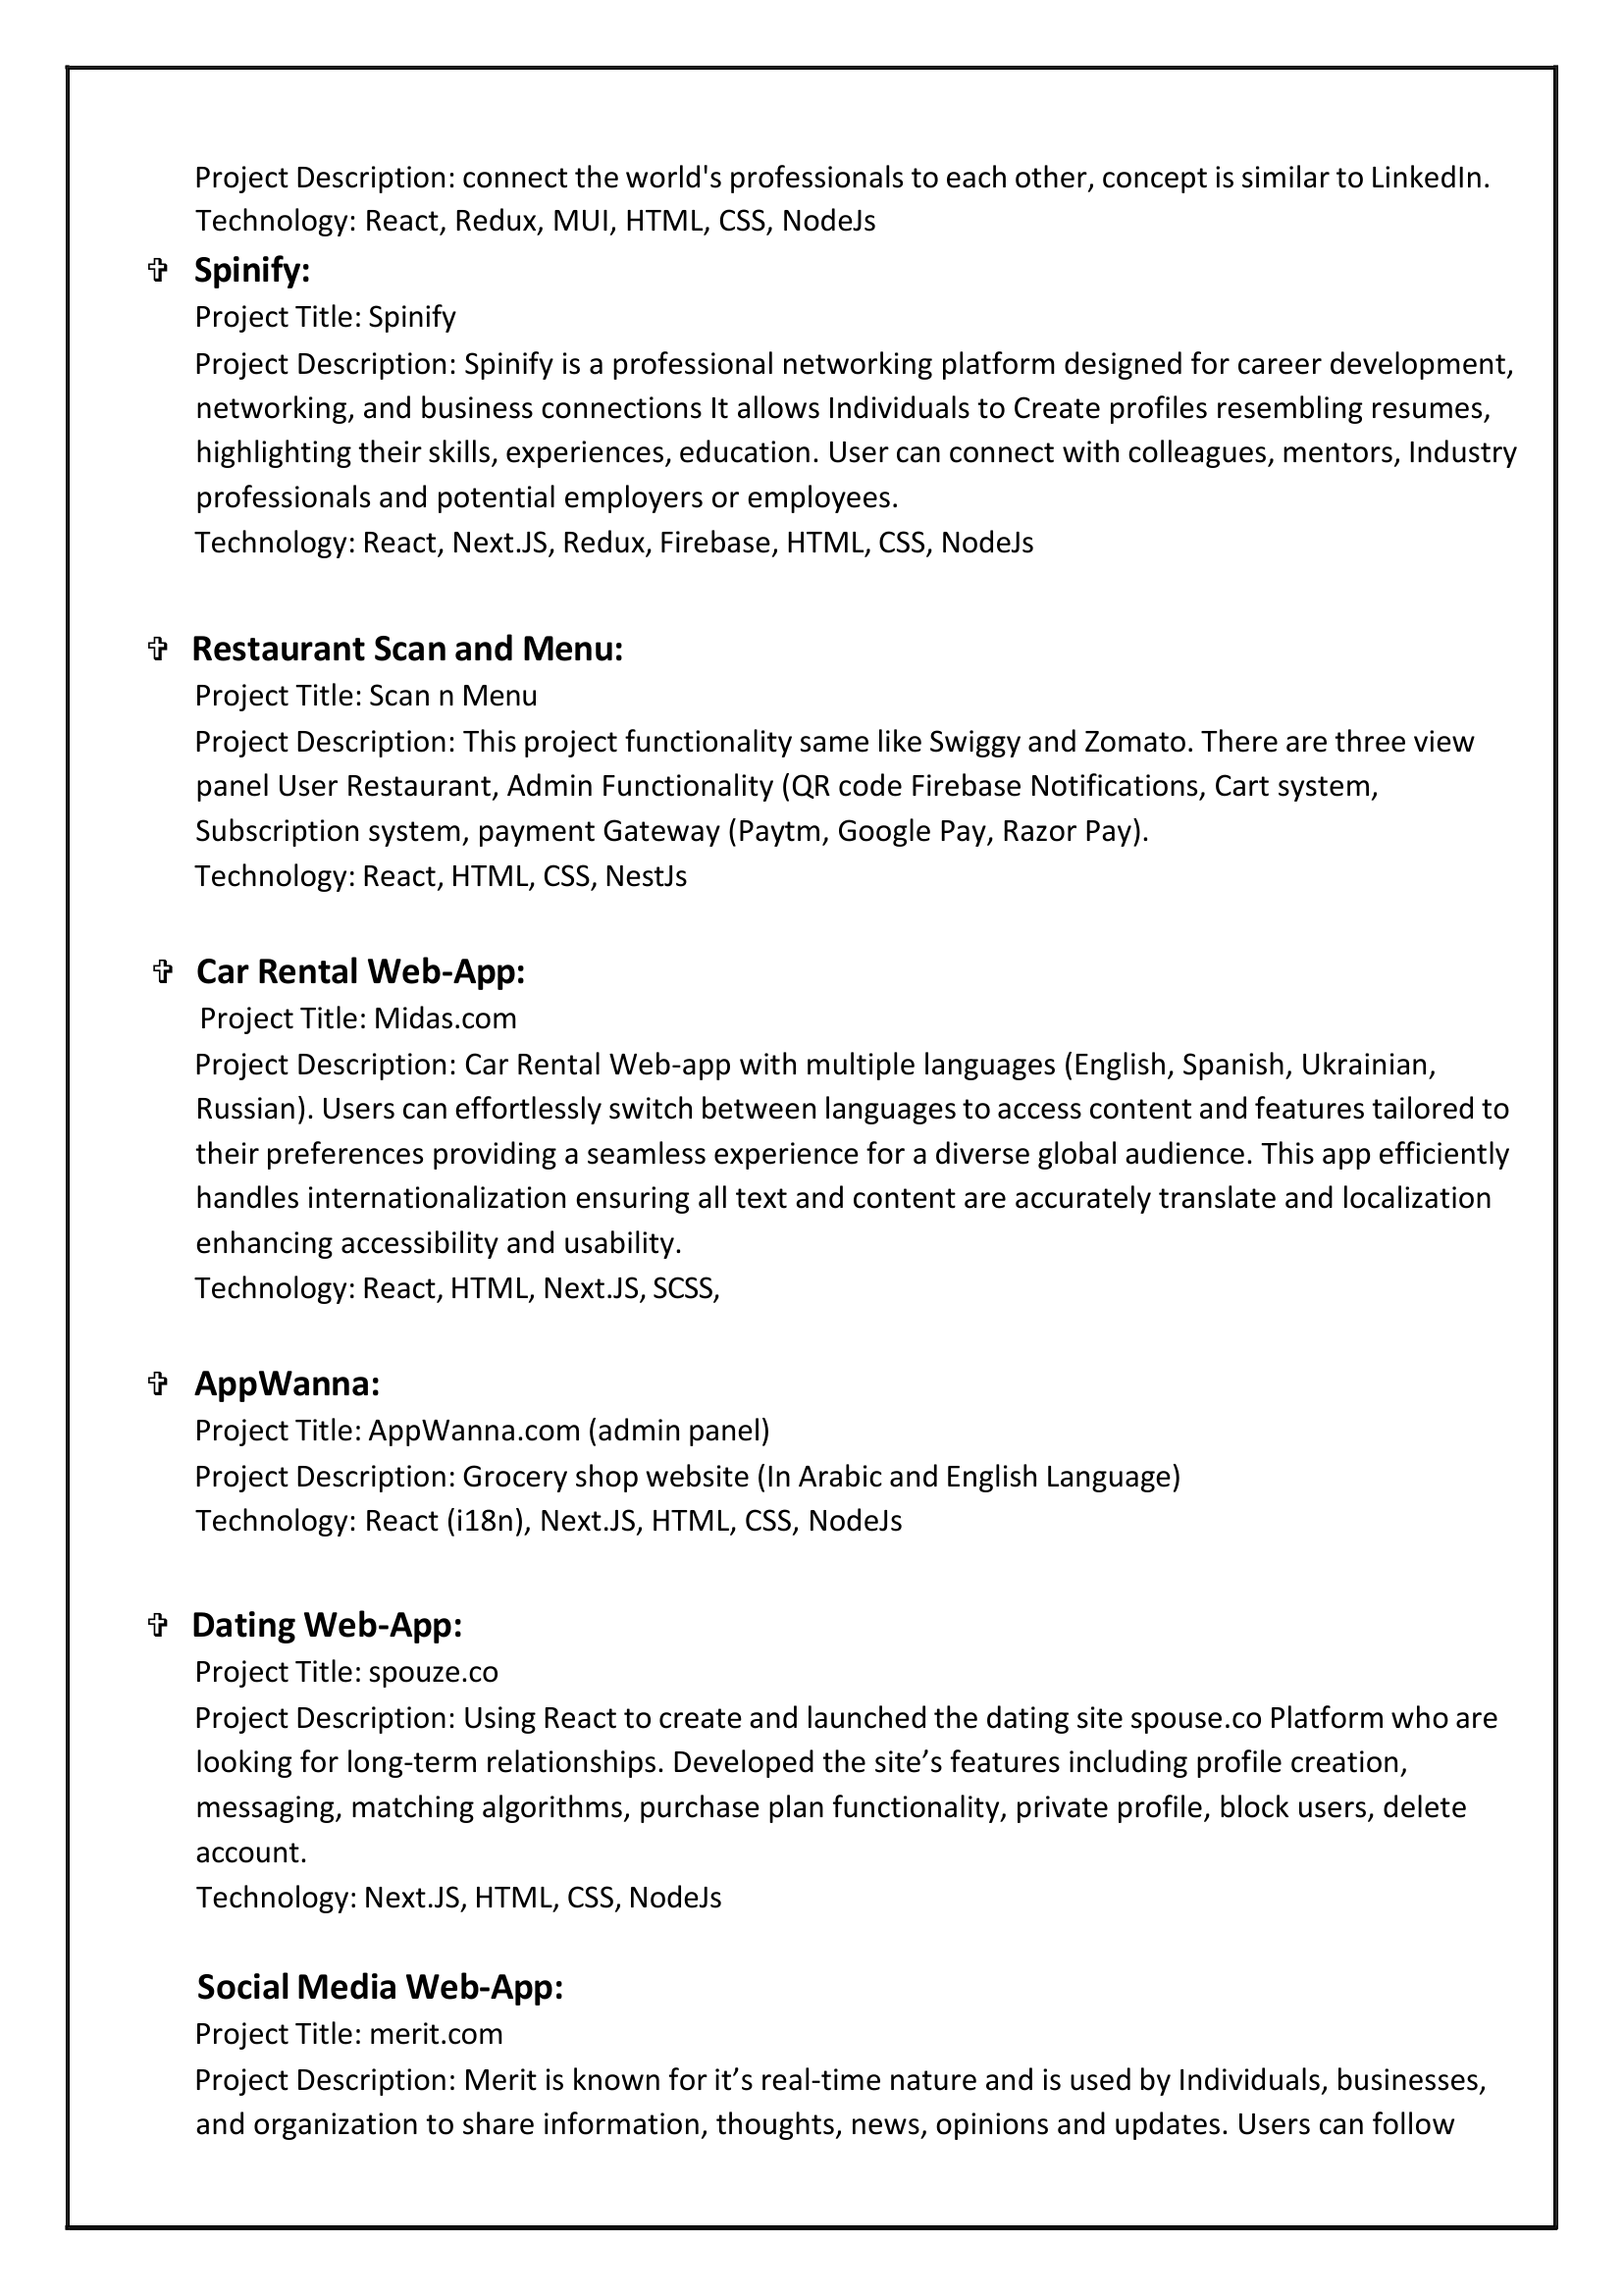 Project Description: connect the world's professionals to each other, concept is similar to LinkedIn.
Technology: React, Redux, MUI, HTML, CSS, NodeJs
✞ Spinify:
Project Title: Spinify
Project Description: Spinify is a professional networking platform designed for career development,
networking, and business connections It allows Individuals to Create profiles resembling resumes,
highlighting their skills, experiences, education. User can connect with colleagues, mentors, Industry
professionals and potential employers or employees.
Technology: React, Next.JS, Redux, Firebase, HTML, CSS, NodeJs
✞ Restaurant Scan and Menu:
Project Title: Scan n Menu
Project Description: This project functionality same like Swiggy and Zomato. There are three view
panel User Restaurant, Admin Functionality (QR code Firebase Notifications, Cart system,
Subscription system, payment Gateway (Paytm, Google Pay, Razor Pay).
Technology: React, HTML, CSS, NestJs
✞ Car Rental Web-App:
Project Title: Midas.com
Project Description: Car Rental Web-app with multiple languages (English, Spanish, Ukrainian,
Russian). Users can effortlessly switch between languages to access content and features tailored to
their preferences providing a seamless experience for a diverse global audience. This app efficiently
handles internationalization ensuring all text and content are accurately translate and localization
enhancing accessibility and usability.
Technology: React, HTML, Next.JS, SCSS,
✞ AppWanna:
Project Title: AppWanna.com (admin panel)
Project Description: Grocery shop website (In Arabic and English Language)
Technology: React (i18n), Next.JS, HTML, CSS, NodeJs
✞ Dating Web-App:
Project Title: spouze.co
Project Description: Using React to create and launched the dating site spouse.co Platform who are
looking for long-term relationships. Developed the site’s features including profile creation,
messaging, matching algorithms, purchase plan functionality, private profile, block users, delete
account.
Technology: Next.JS, HTML, CSS, NodeJs
Social Media Web-App:
Project Title: merit.com
Project Description: Merit is known for it’s real-time nature and is used by Individuals, businesses,
and organization to share information, thoughts, news, opinions and updates. Users can follow